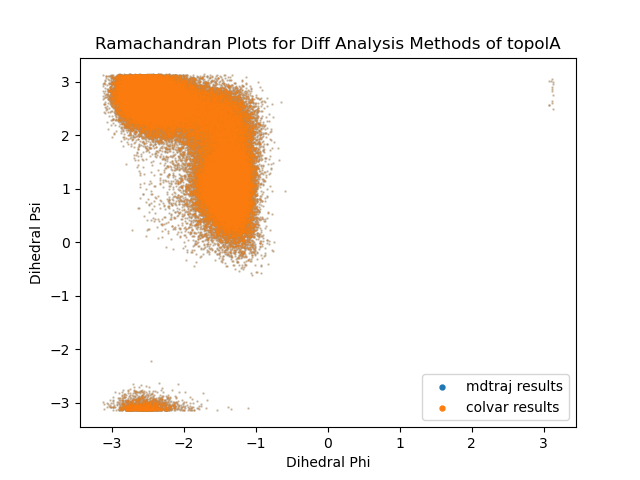 Ramachandran Plots for Diff Analysis Methods of topolA
3
2
1
0
−1
−2
−3
Dihedral Psi
mdtraj results
colvar results
−3 −2 −1 0 1 2 3
Dihedral Phi